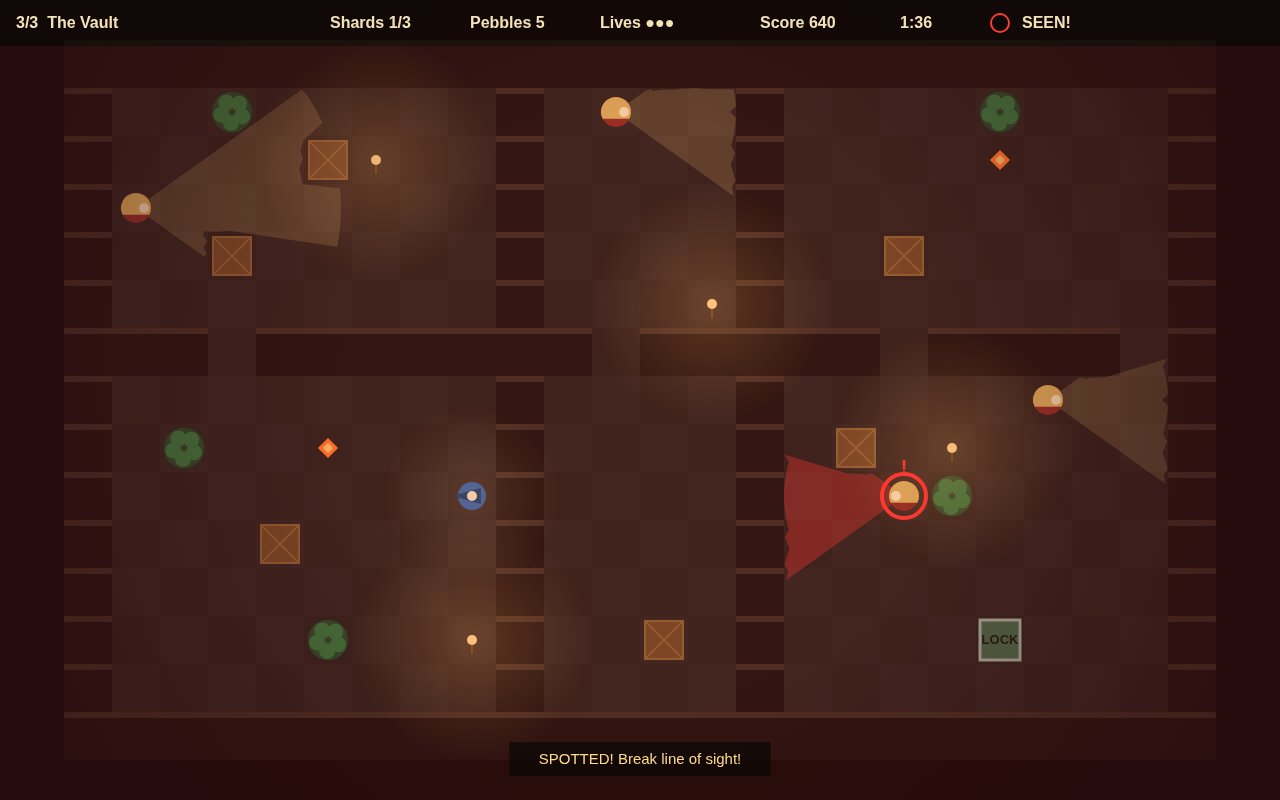 3/3 The Vault Shards 1/3 Pebbles 5 Lives ●●● Score 640 1:36 SEEN!
!
LOCK
SPOTTED! Break line of sight!